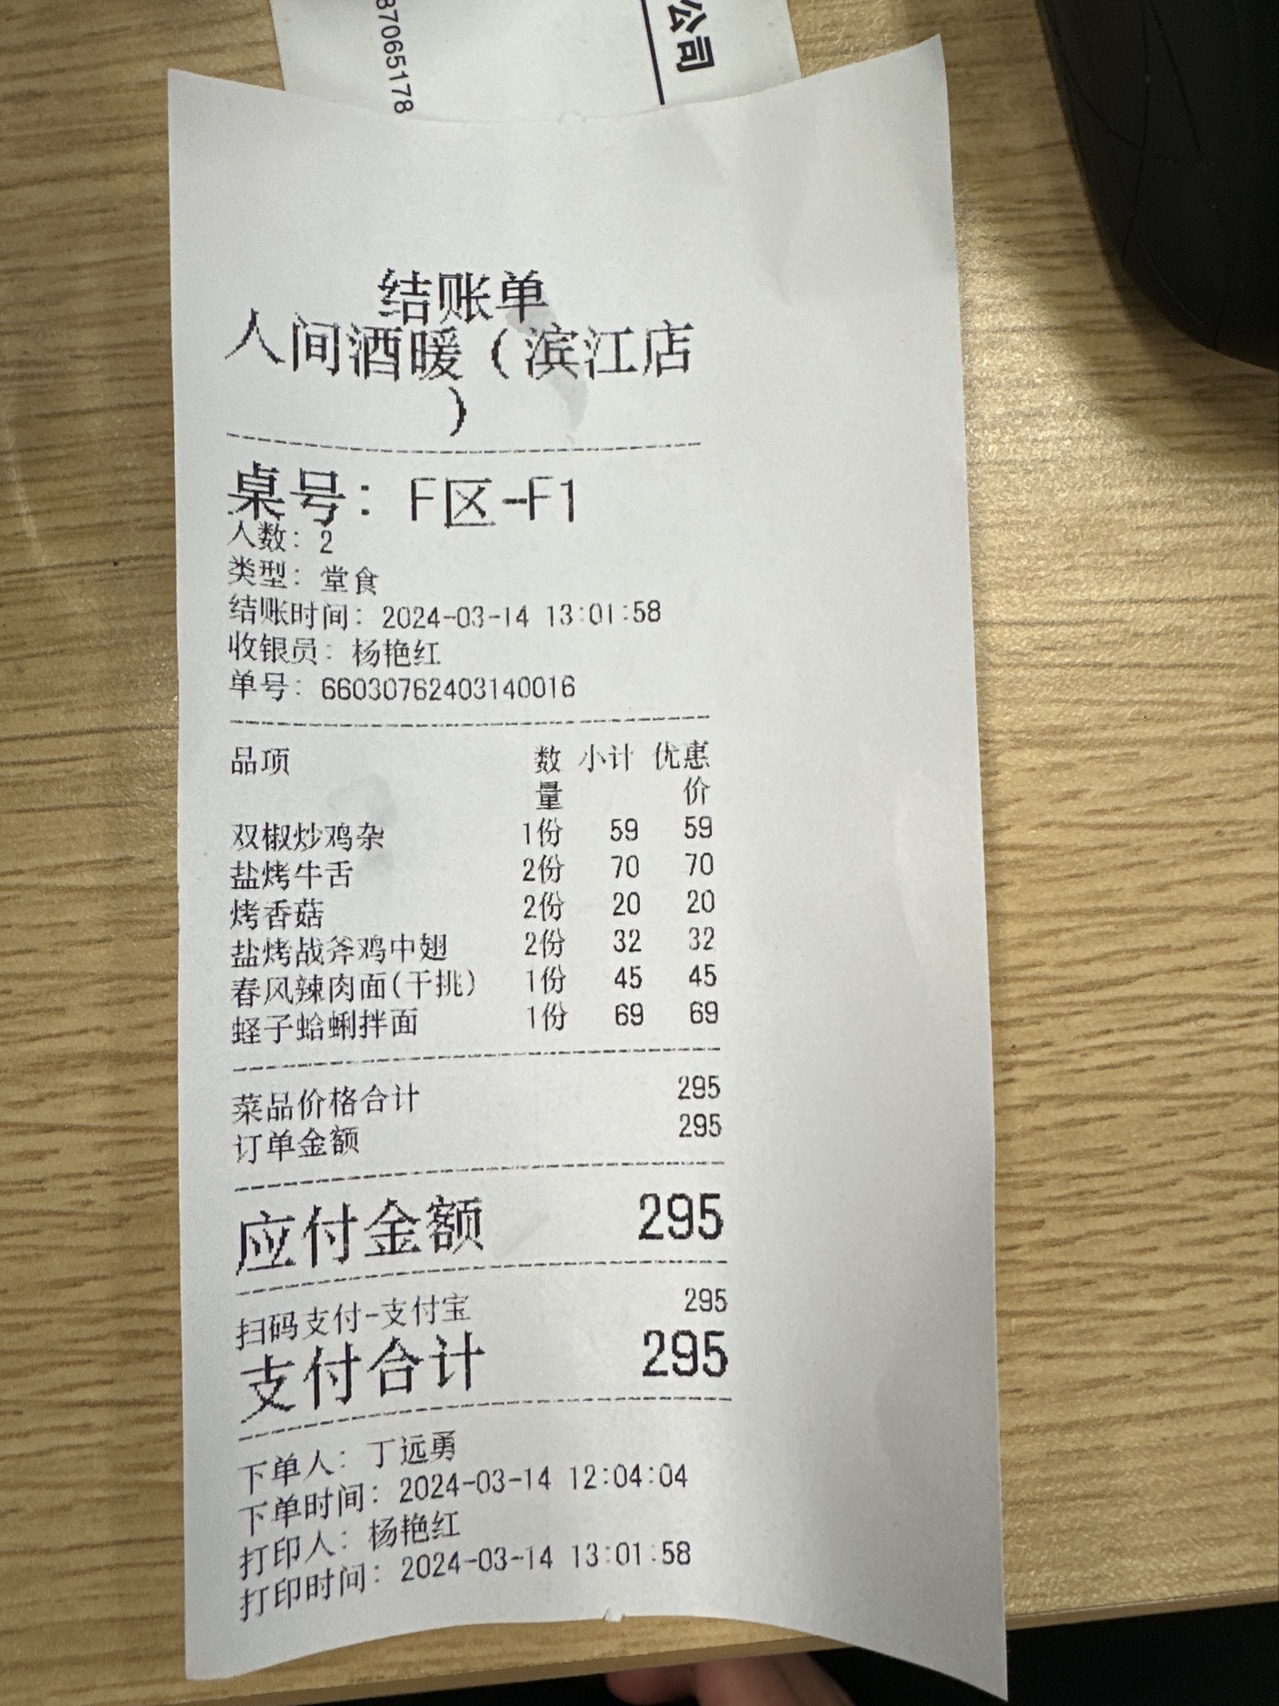 87065178
公司
结账单
人间酒暖（滨江店
）
桌号：F区-F1
人数：2
类型：堂食
结账时间：2024-03-14 13:01:58
收银员：杨艳红
单号：66030762403140016
品项 数 小计 优惠
量 价
双椒炒鸡杂 1份 59 59
盐烤牛舌 2份 70 70
烤香菇 2份 20 20
盐烤战斧鸡中翅 2份 32 32
春风辣肉面(干挑) 1份 45 45
蛏子蛤蜊拌面 1份 69 69
菜品价格合计 295
订单金额 295
应付金额 295
扫码支付-支付宝 295
支付合计 295
下单人：丁远勇
下单时间：2024-03-14 12:04:04
打印人：杨艳红
打印时间：2024-03-14 13:01:58